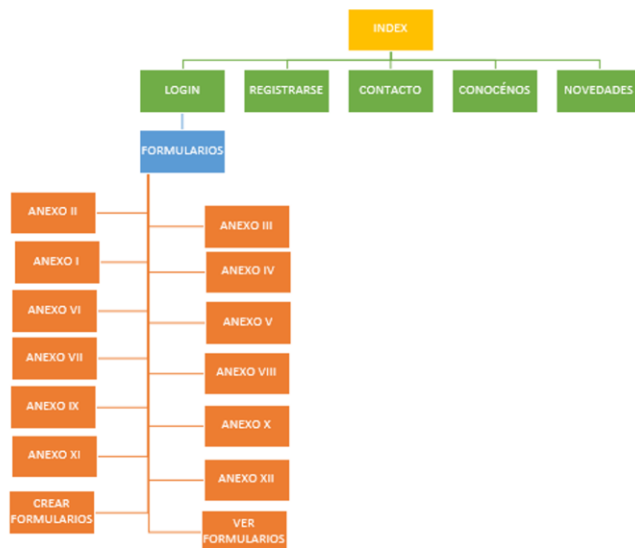 INDEX
LOGIN
REGISTRARSE
CONTACTO
CONOCÉNOS
NOVEDADES
FORMULARIOS
ANEXO II
ANEXO III
ANEXO I
ANEXO IV
ANEXO VI
ANEXO V
ANEXO VII
ANEXO VIII
ANEXO IX
ANEXO X
ANEXO XI
ANEXO XII
CREAR
FORMULARIOS
VER
FORMULARIOS